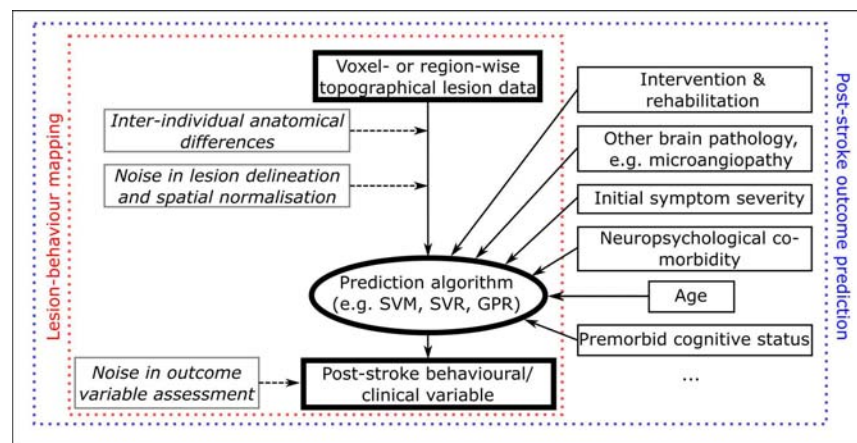 Voxel- or region-wise
topographical lesion data
Inter-individual anatomical
differences
Noise in lesion delineation
and spatial normalisation
Prediction algorithm
(e.g. SVM, SVR, GPR)
Noise in outcome
variable assessment
Post-stroke behavioural/
clinical variable
Intervention &
rehabilitation
Other brain pathology,
e.g. microangiopathy
Initial symptom severity
Neuropsychological co-
morbidity
Age
Premorbid cognitive status
...
Lesion-behaviour mapping
Post-stroke outcome prediction